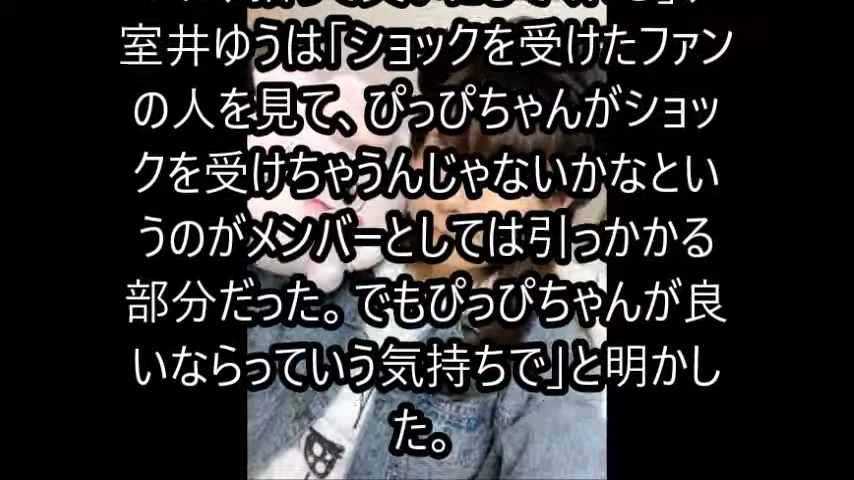 室井ゆうは「ショックを受けたファン
の人を見て、ぴっぴちゃんがショッ
クを受けちゃうんじゃないかなとい
うのがメンバーとしては引っかかる
部分だった。でもぴっぴちゃんが良
いならっていう気持ちで」と明かし
た。